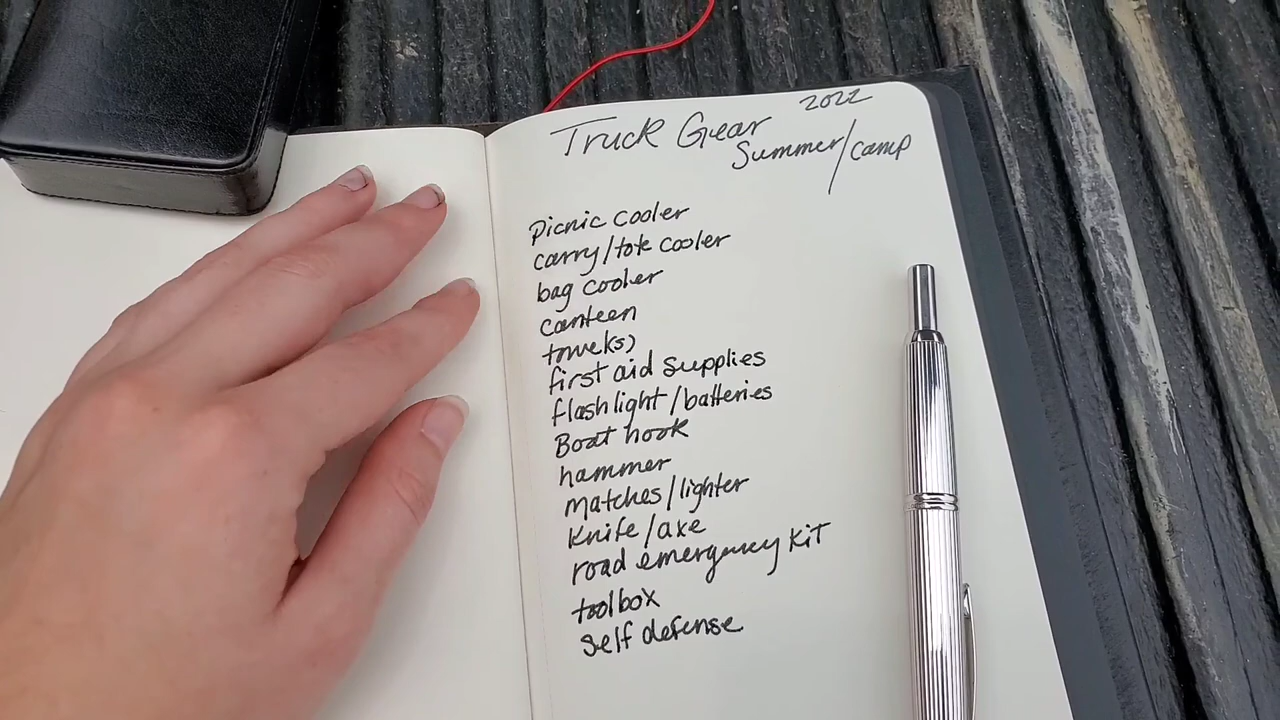 Truck Gear 2022
Summer/camp
picnic cooler
carry/tote cooler
bag cooler
canteen
towel(s)
first aid supplies
flashlight/batteries
Boat hook
hammer
matches/lighter
Knife/axe
road emergency kit
toolbox
self defense